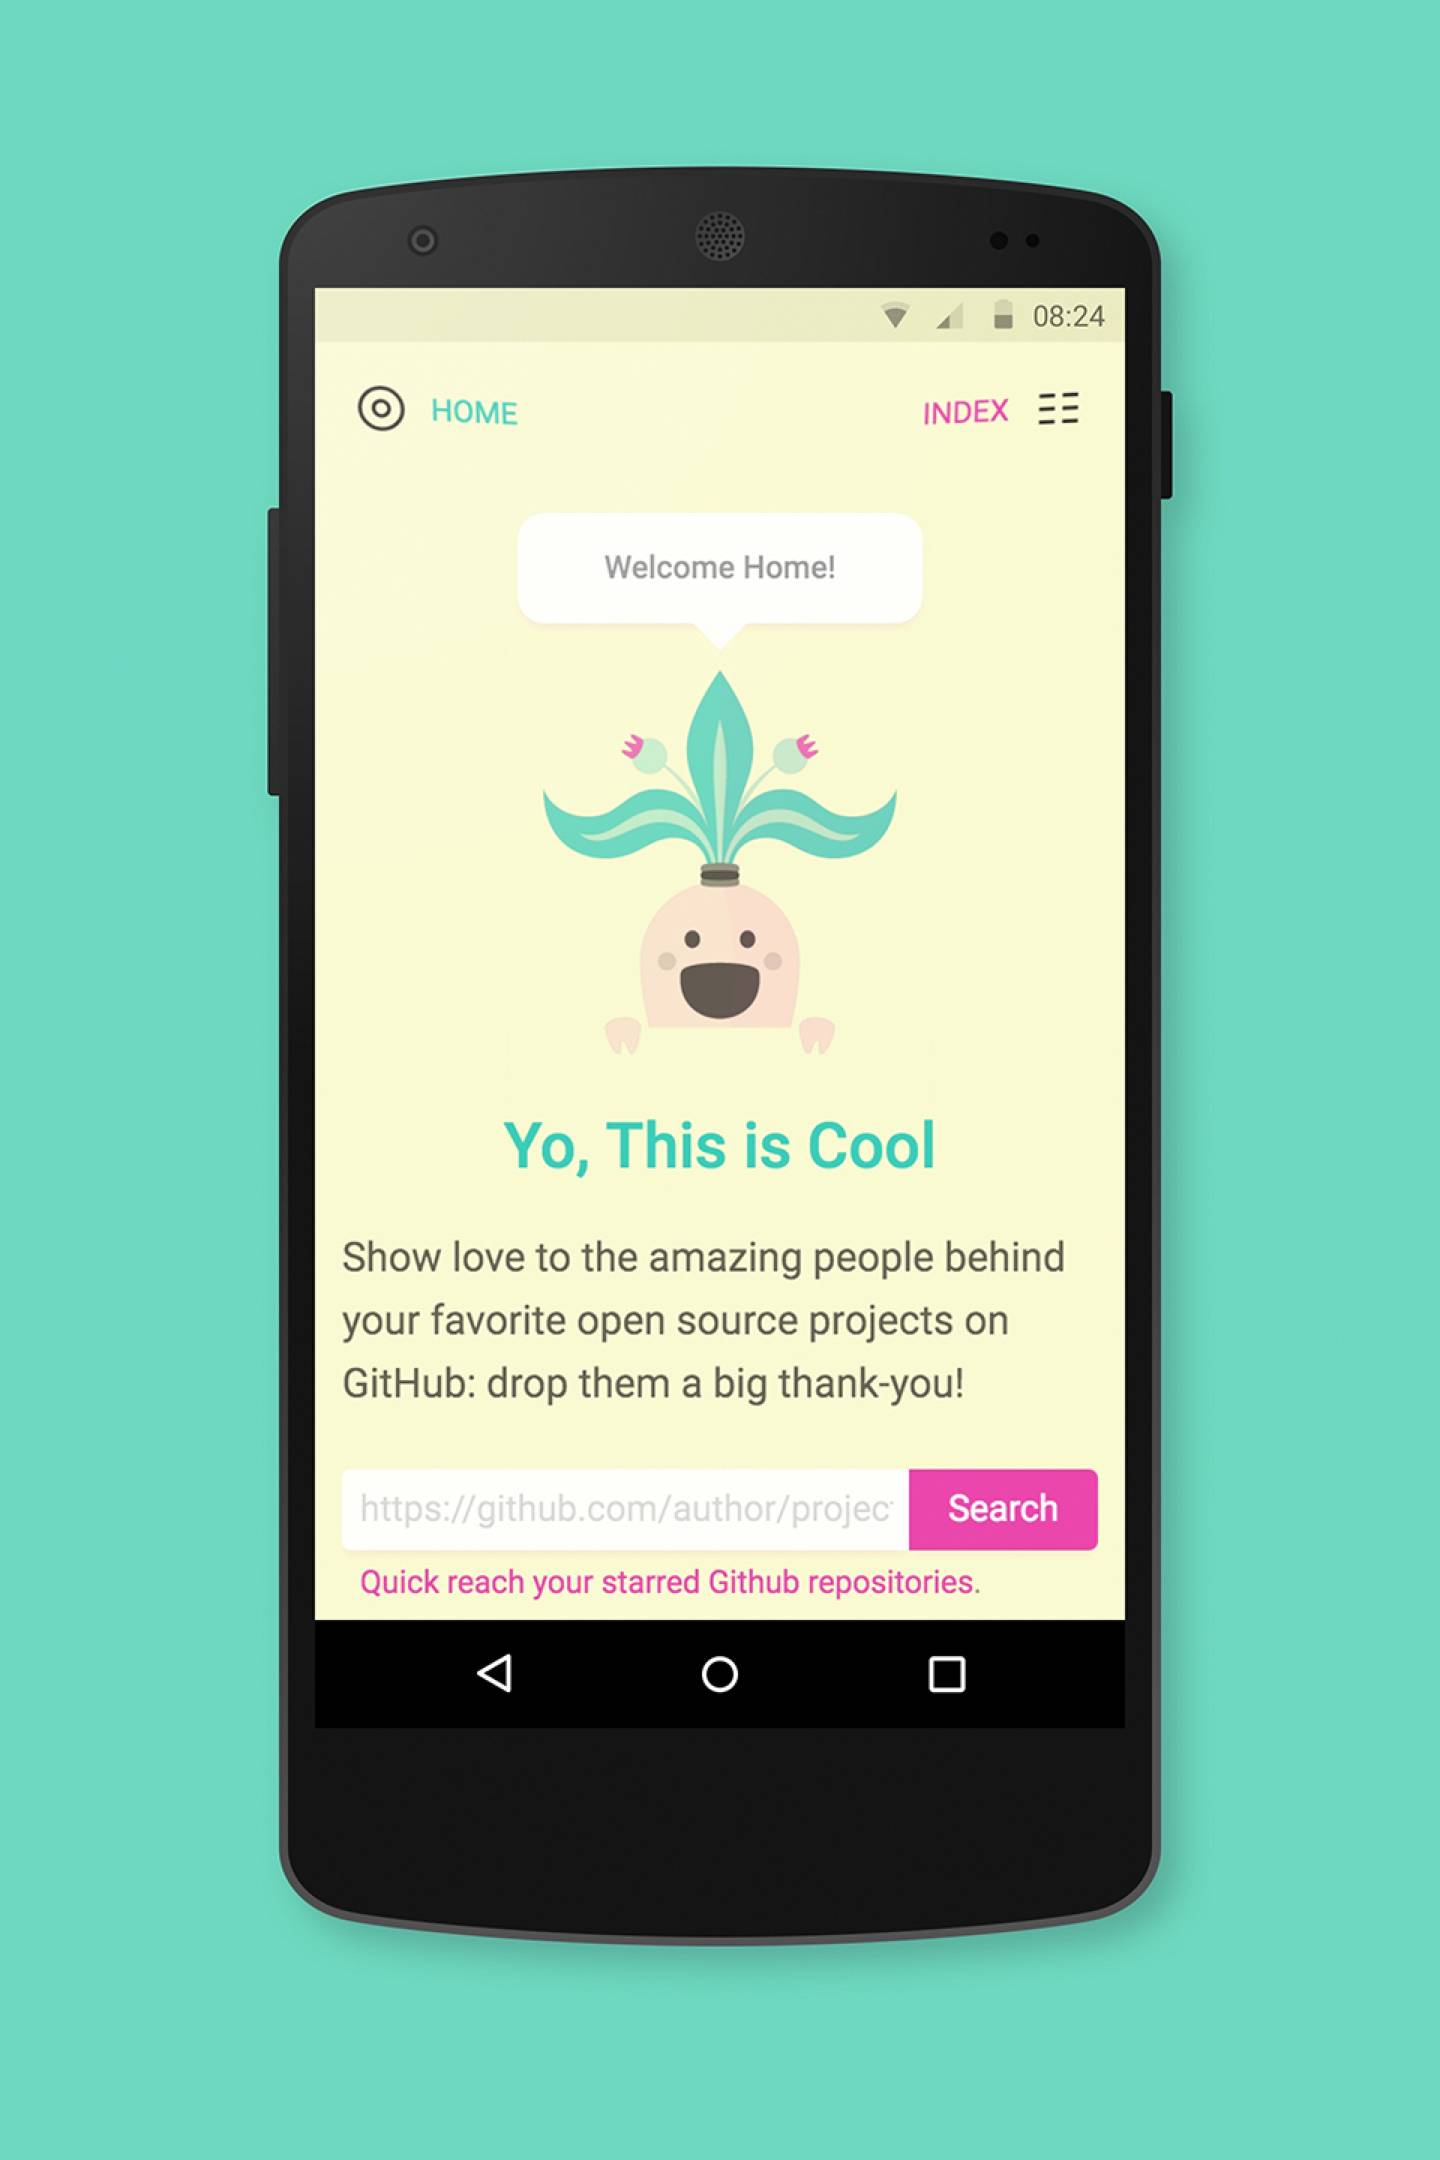 08:24
HOME
INDEX
Welcome Home!
Yo, This is Cool
Show love to the amazing people behind
your favorite open source projects on
GitHub: drop them a big thank-you!
https://github.com/author/projec
Search
Quick reach your starred Github repositories.